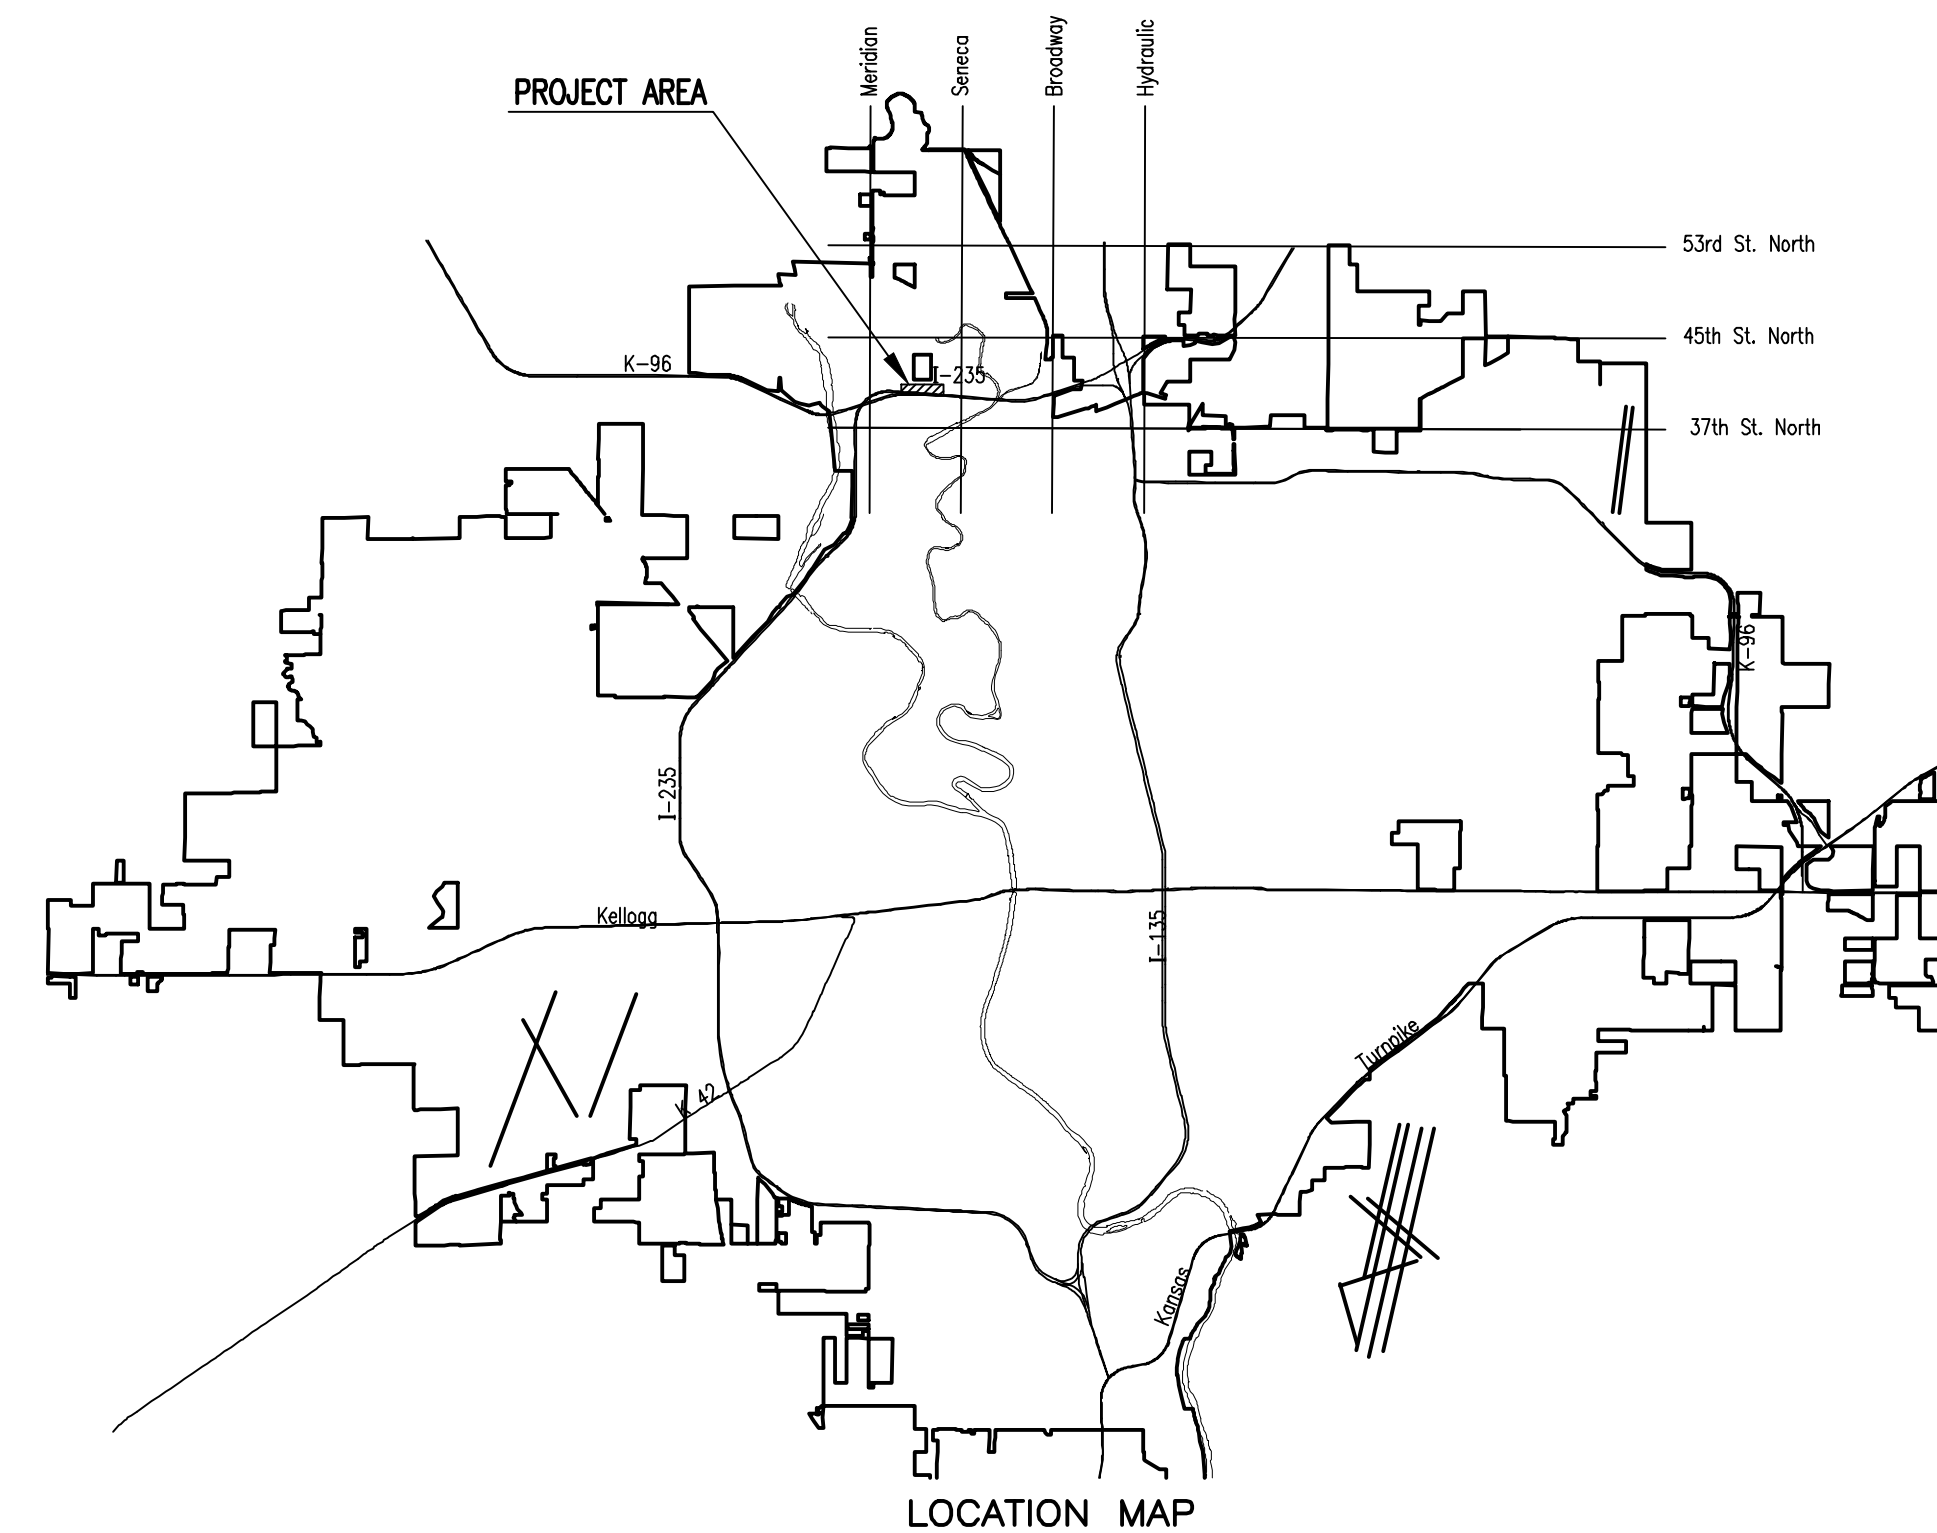 Meridian
Seneca
Broadway
Hydraulic
PROJECT AREA
53rd St. North
45th St. North
K-96
I-235
37th St. North
K-96
I-235
Kellogg
I-135
Turnpike
K 42
Kansas
LOCATION MAP